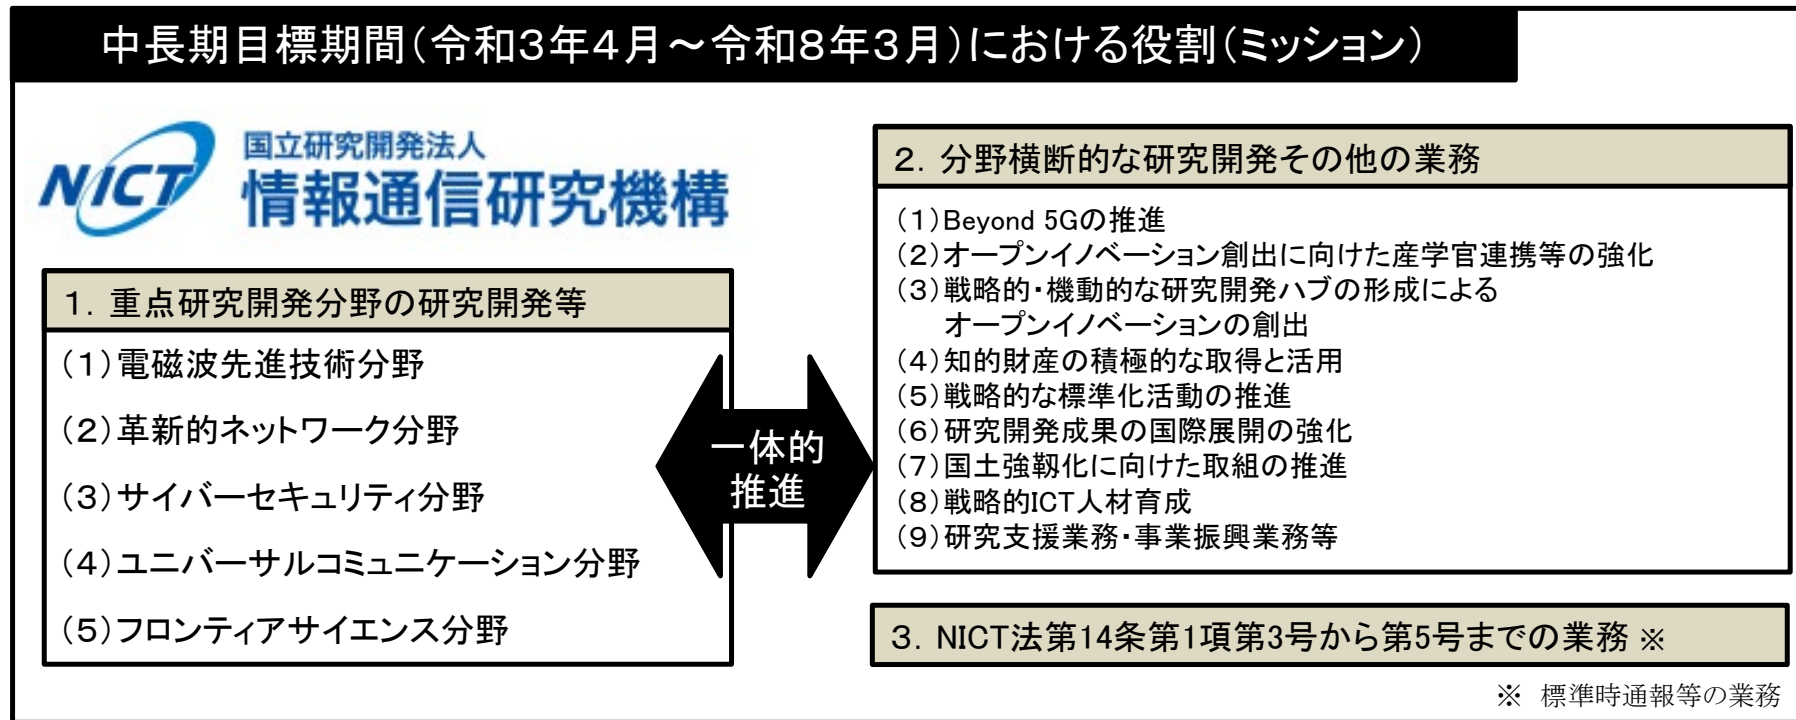 中長期目標期間(令和3年4月～令和8年3月)における役割(ミッション)
NICT
国立研究開発法人
情報通信研究機構
1．重点研究開発分野の研究開発等
(1)電磁波先進技術分野
(2)革新的ネットワーク分野
(3)サイバーセキュリティ分野
(4)ユニバーサルコミュニケーション分野
(5)フロンティアサイエンス分野
一体的
推進
2．分野横断的な研究開発その他の業務
(1)Beyond 5Gの推進
(2)オープンイノベーション創出に向けた産学官連携等の強化
(3)戦略的・機動的な研究開発ハブの形成による
オープンイノベーションの創出
(4)知的財産の積極的な取得と活用
(5)戦略的な標準化活動の推進
(6)研究開発成果の国際展開の強化
(7)国土強靱化に向けた取組の推進
(8)戦略的ICT人材育成
(9)研究支援業務・事業振興業務等
3．NICT法第14条第1項第3号から第5号までの業務 ※
※ 標準時通報等の業務